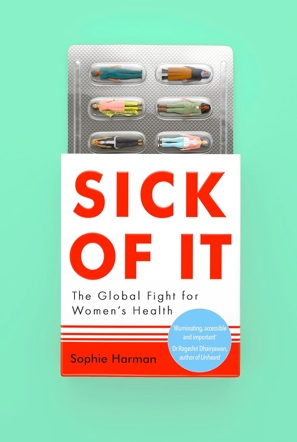 SICK
OF IT
The Global Fight for
Women's Health
'Illuminating, accessible
and important'
Dr Rageshri Dhairyawan,
author of Unheard
Sophie Harman